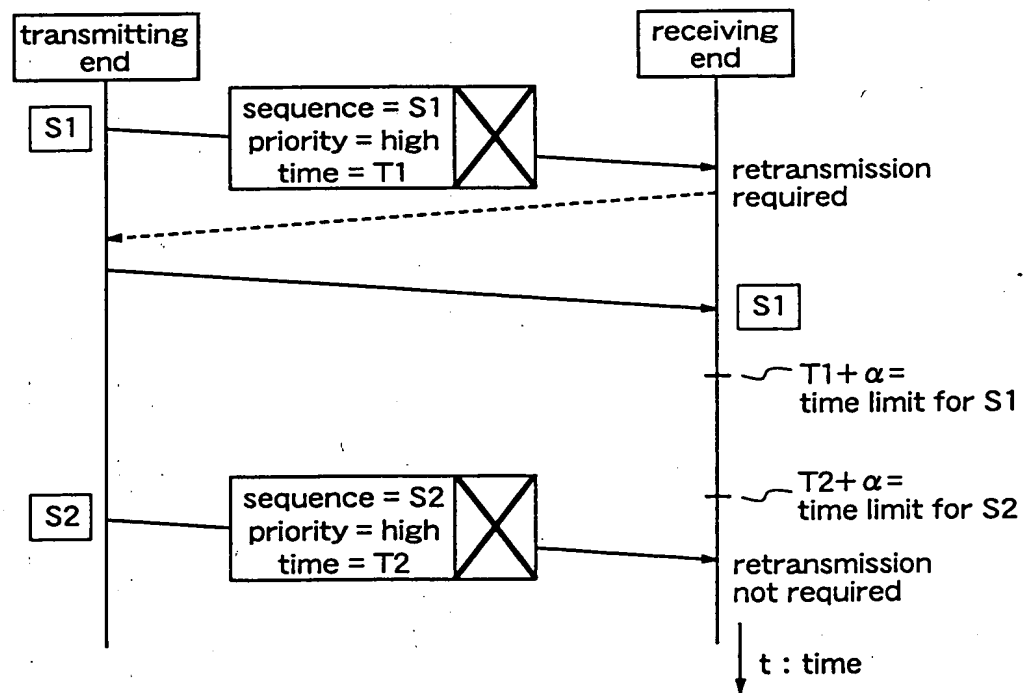 transmitting
end
receiving
end
S1
sequence = S1
priority = high
time = T1
retransmission
required
S1
T1+ α =
time limit for S1
T2+ α =
time limit for S2
S2
sequence = S2
priority = high
time = T2
retransmission
not required
t : time